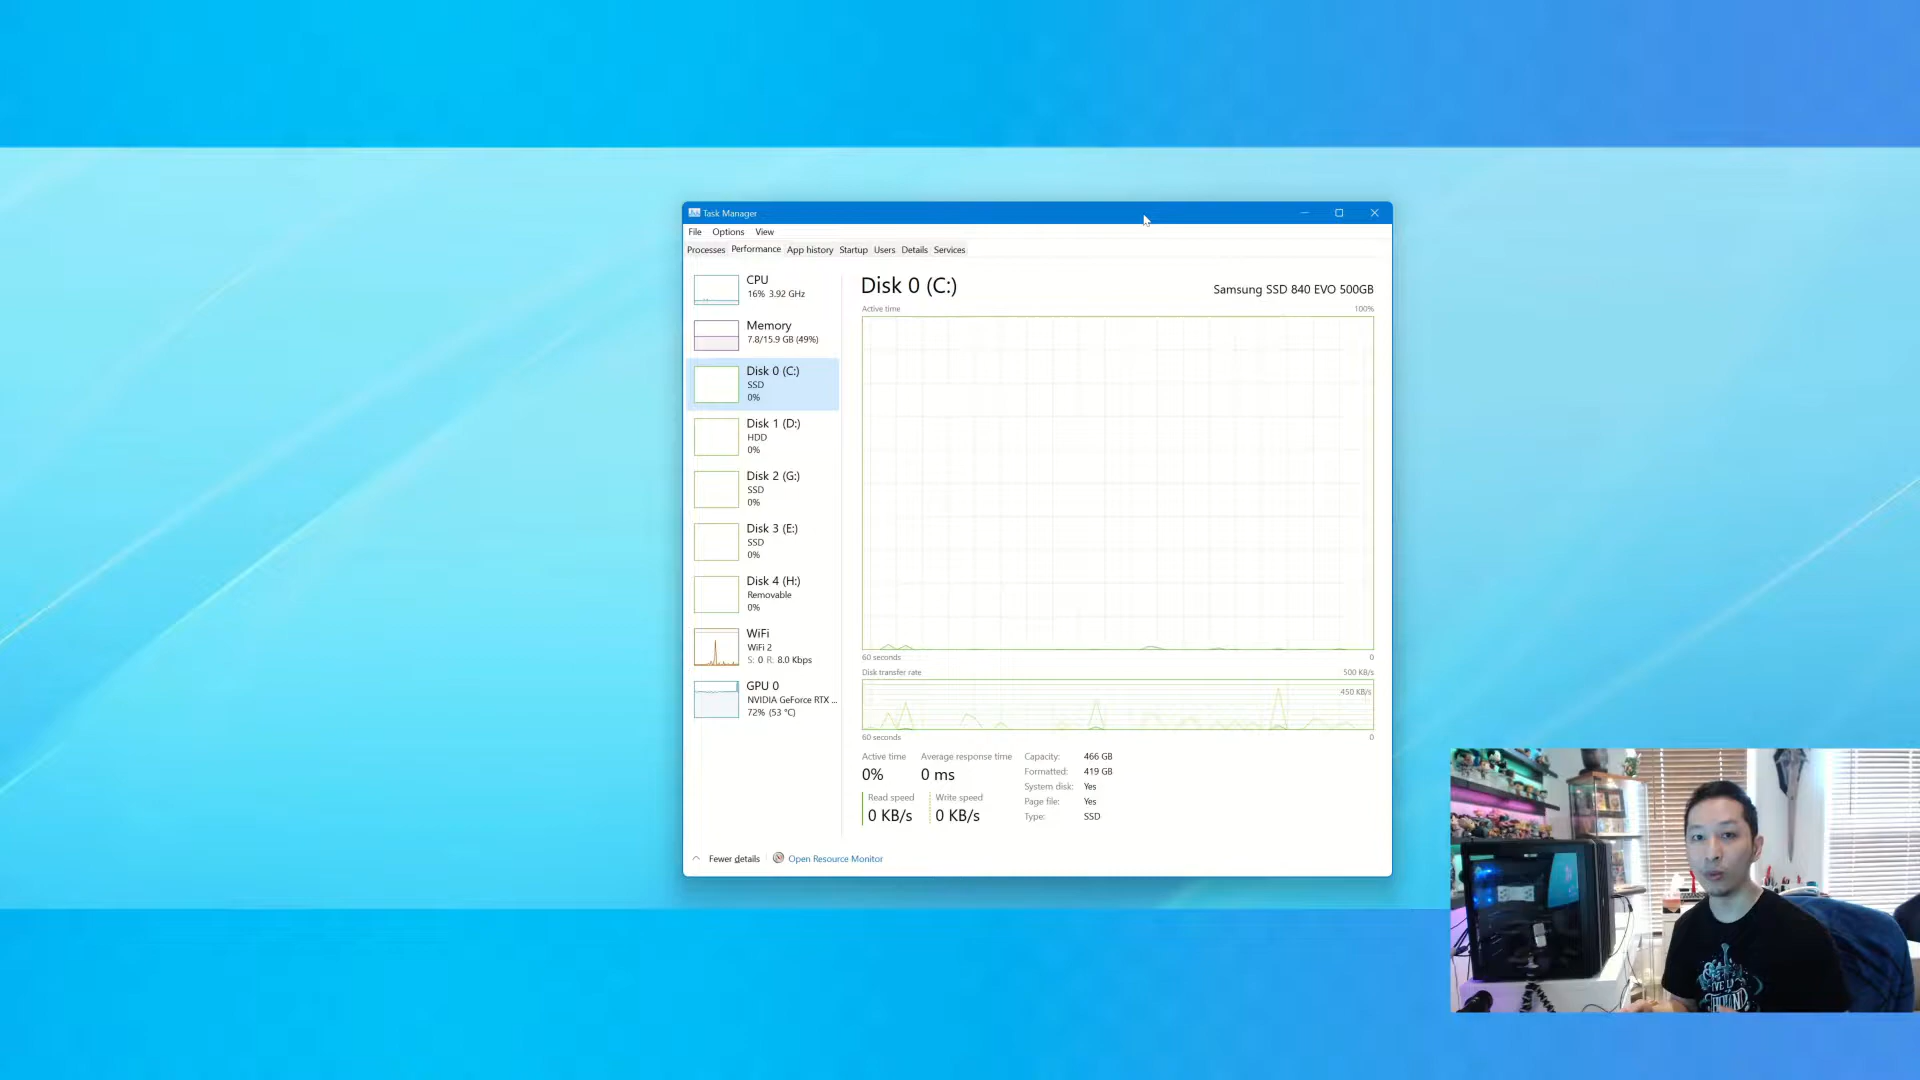 Task Manager
File Options View
Processes Performance App history Startup Users Details Services
CPU
16% 3.92 GHz
Memory
7.8/15.9 GB (49%)
Disk 0 (C:)
SSD
0%
Disk 1 (D:)
HDD
0%
Disk 2 (G:)
SSD
0%
Disk 3 (E:)
SSD
0%
Disk 4 (H:)
Removable
0%
WiFi
WiFi 2
S: 0 R: 8.0 Kbps
GPU 0
NVIDIA GeForce RTX ...
72% (53 °C)
Disk 0 (C:) Samsung SSD 840 EVO 500GB
Active time 100%
60 seconds 0
Disk transfer rate 500 KB/s
450 KB/s
60 seconds 0
Active time Average response time
0% 0 ms
Read speed Write speed
0 KB/s 0 KB/s
Capacity: 466 GB
Formatted: 419 GB
System disk: Yes
Page file: Yes
Type: SSD
Fewer details Open Resource Monitor